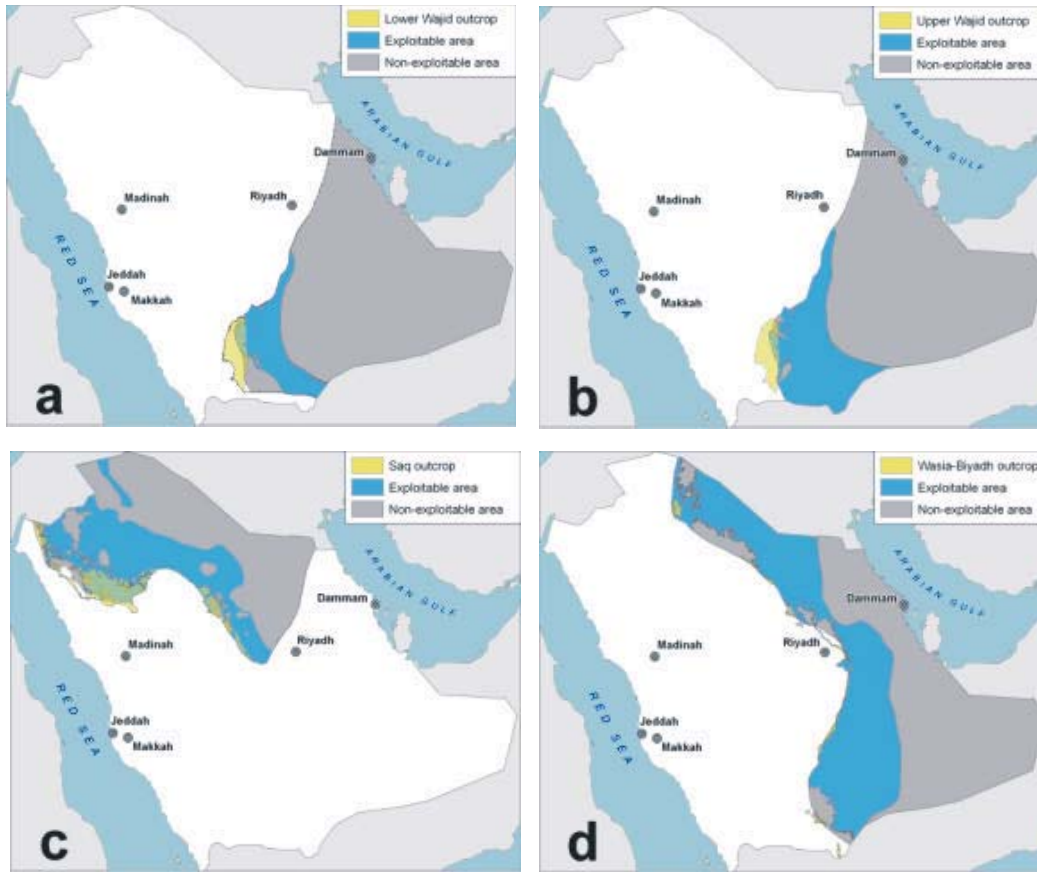 Lower Wajid outcrop
Exploitable area
Non-exploitable area
ARABIAN GULF
Dammam
Riyadh
Madinah
RED SEA
Jeddah
Makkah
a
Upper Wajid outcrop
Exploitable area
Non-exploitable area
ARABIAN GULF
Dammam
Riyadh
Madinah
RED SEA
Jeddah
Makkah
b
Saq outcrop
Exploitable area
Non-exploitable area
ARABIAN GULF
Dammam
Riyadh
Madinah
RED SEA
Jeddah
Makkah
c
Wasia-Biyadh outcrop
Exploitable area
Non-exploitable area
ARABIAN GULF
Dammam
Riyadh
Madinah
RED SEA
Jeddah
Makkah
d